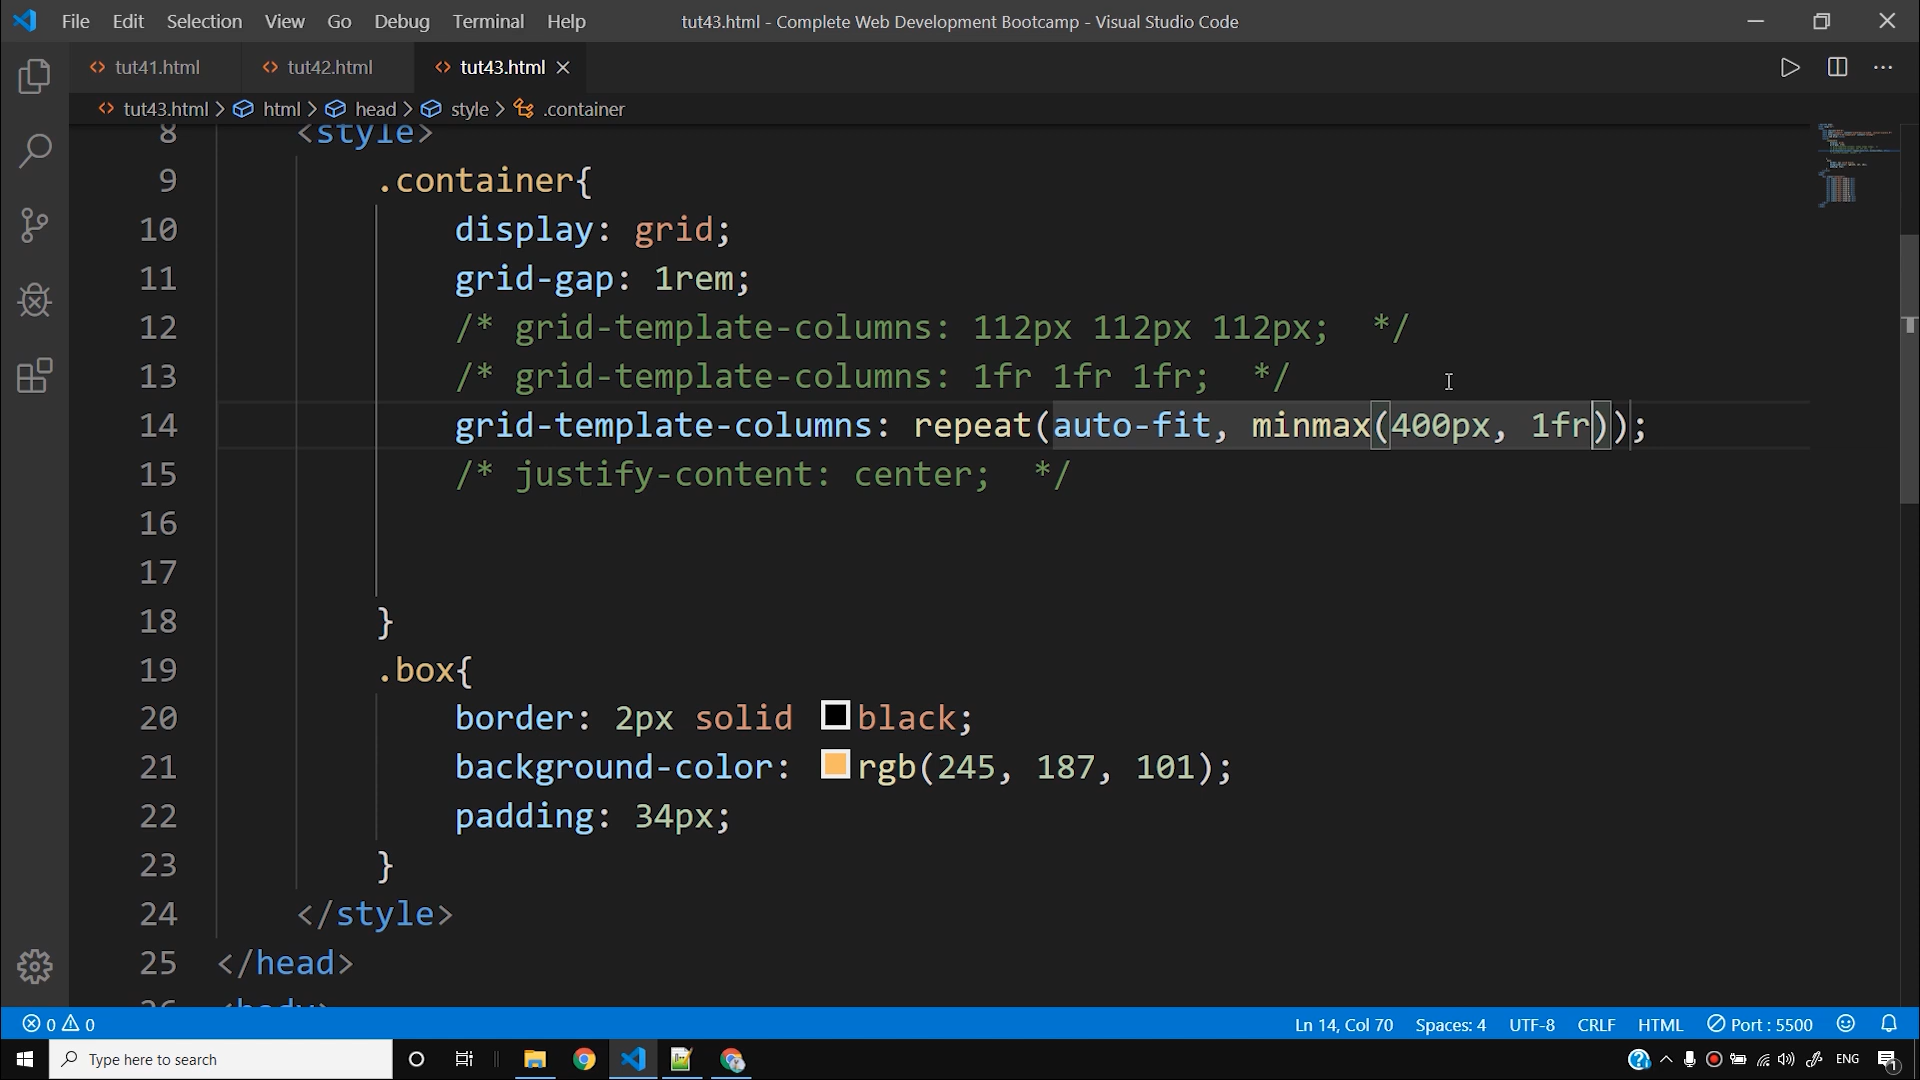 File Edit Selection View Go Debug Terminal Help tut43.html - Complete Web Development Bootcamp - Visual Studio Code
tut41.html tut42.html tut43.html
tut43.html > html > head > style > .container
8 <style>
9 .container{
10 display: grid;
11 grid-gap: 1rem;
12 /* grid-template-columns: 112px 112px 112px;  */
13 /* grid-template-columns: 1fr 1fr 1fr;  */
14 grid-template-columns: repeat(auto-fit, minmax(400px, 1fr));
15 /* justify-content: center;  */
16
17
18 }
19 .box{
20 border: 2px solid black;
21 background-color: rgb(245, 187, 101);
22 padding: 34px;
23 }
24 </style>
25 </head>
26 <body>
0 0 Ln 14, Col 70 Spaces: 4 UTF-8 CRLF HTML Port : 5500
Type here to search ENG 1